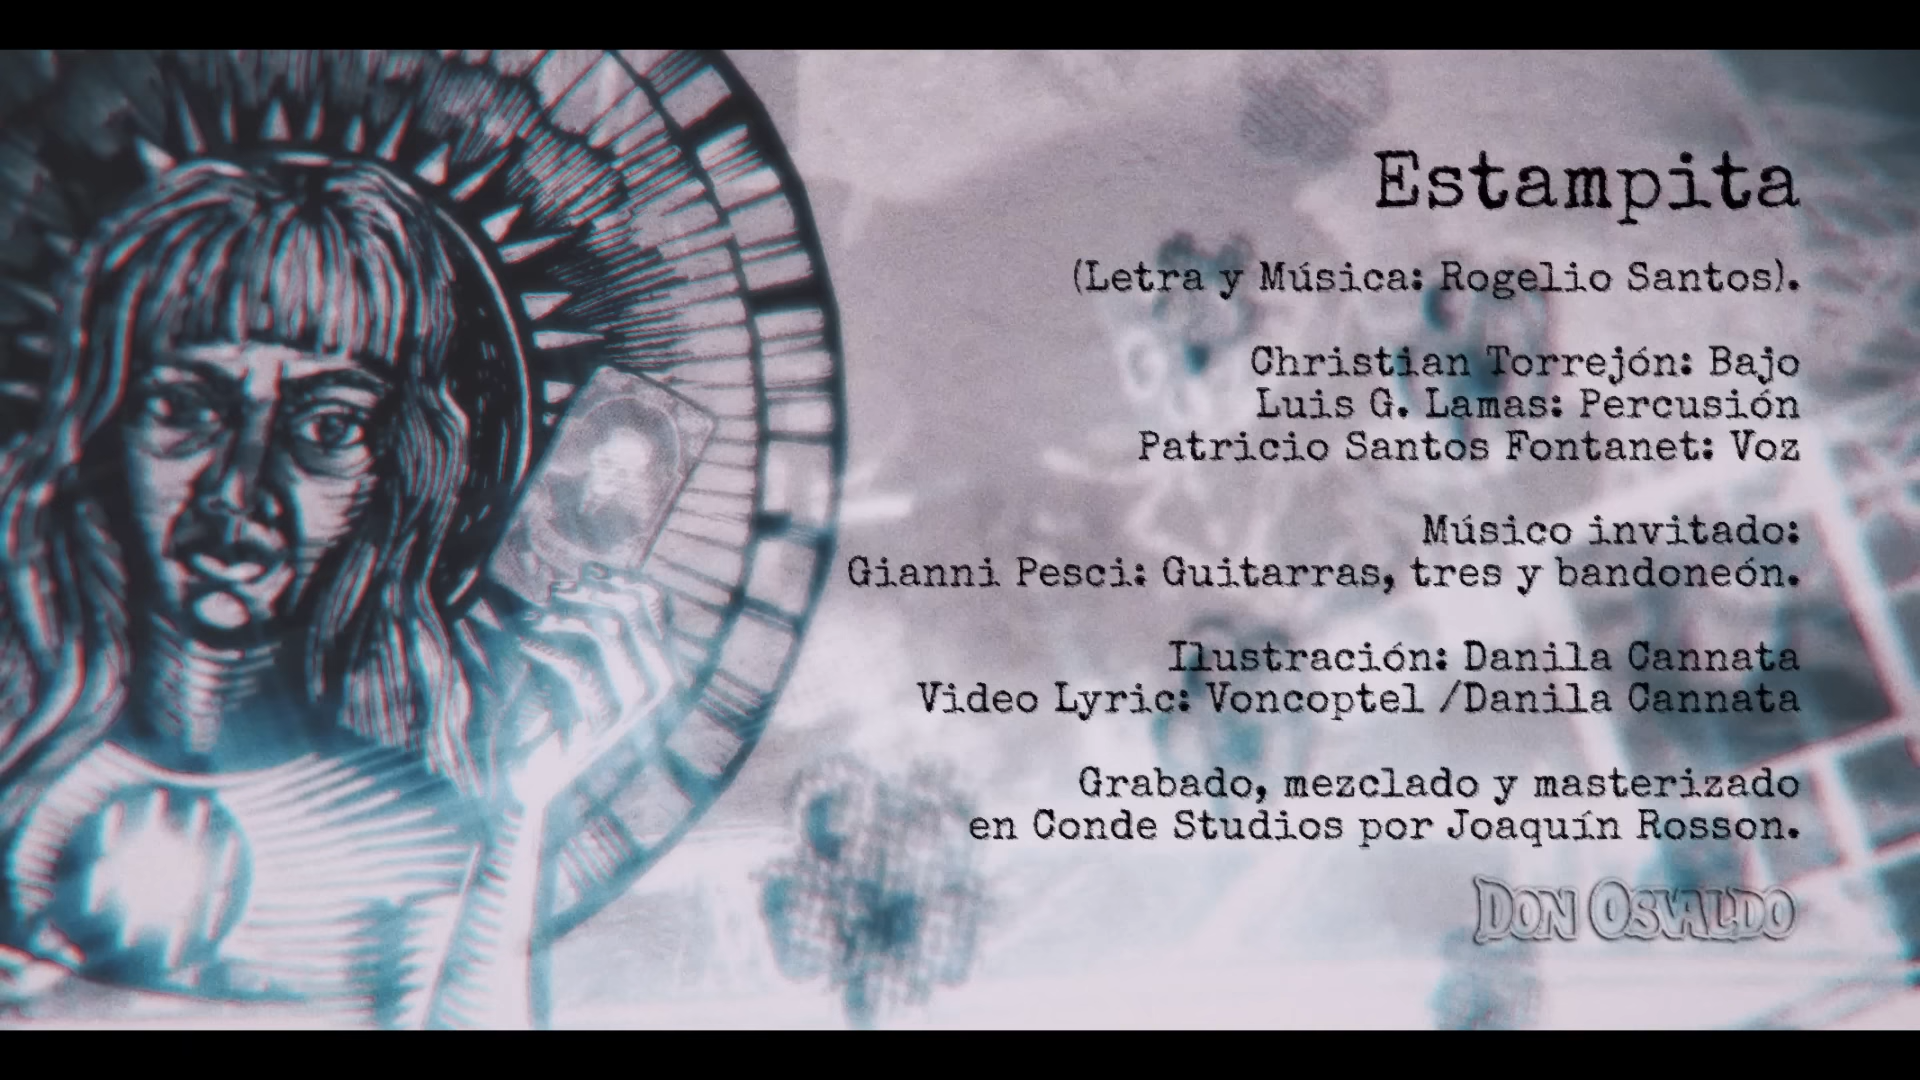 Estampita
(Letra y Música: Rogelio Santos).
Christian Torrejón: Bajo
Luis G. Lamas: Percusión
Patricio Santos Fontanet: Voz
Músico invitado:
Gianni Pesci: Guitarras, tres y bandoneón.
Ilustración: Danila Cannata
Video Lyric: Voncoptel /Danila Cannata
Grabado, mezclado y masterizado
en Conde Studios por Joaquín Rosson.
DON OSVALDO